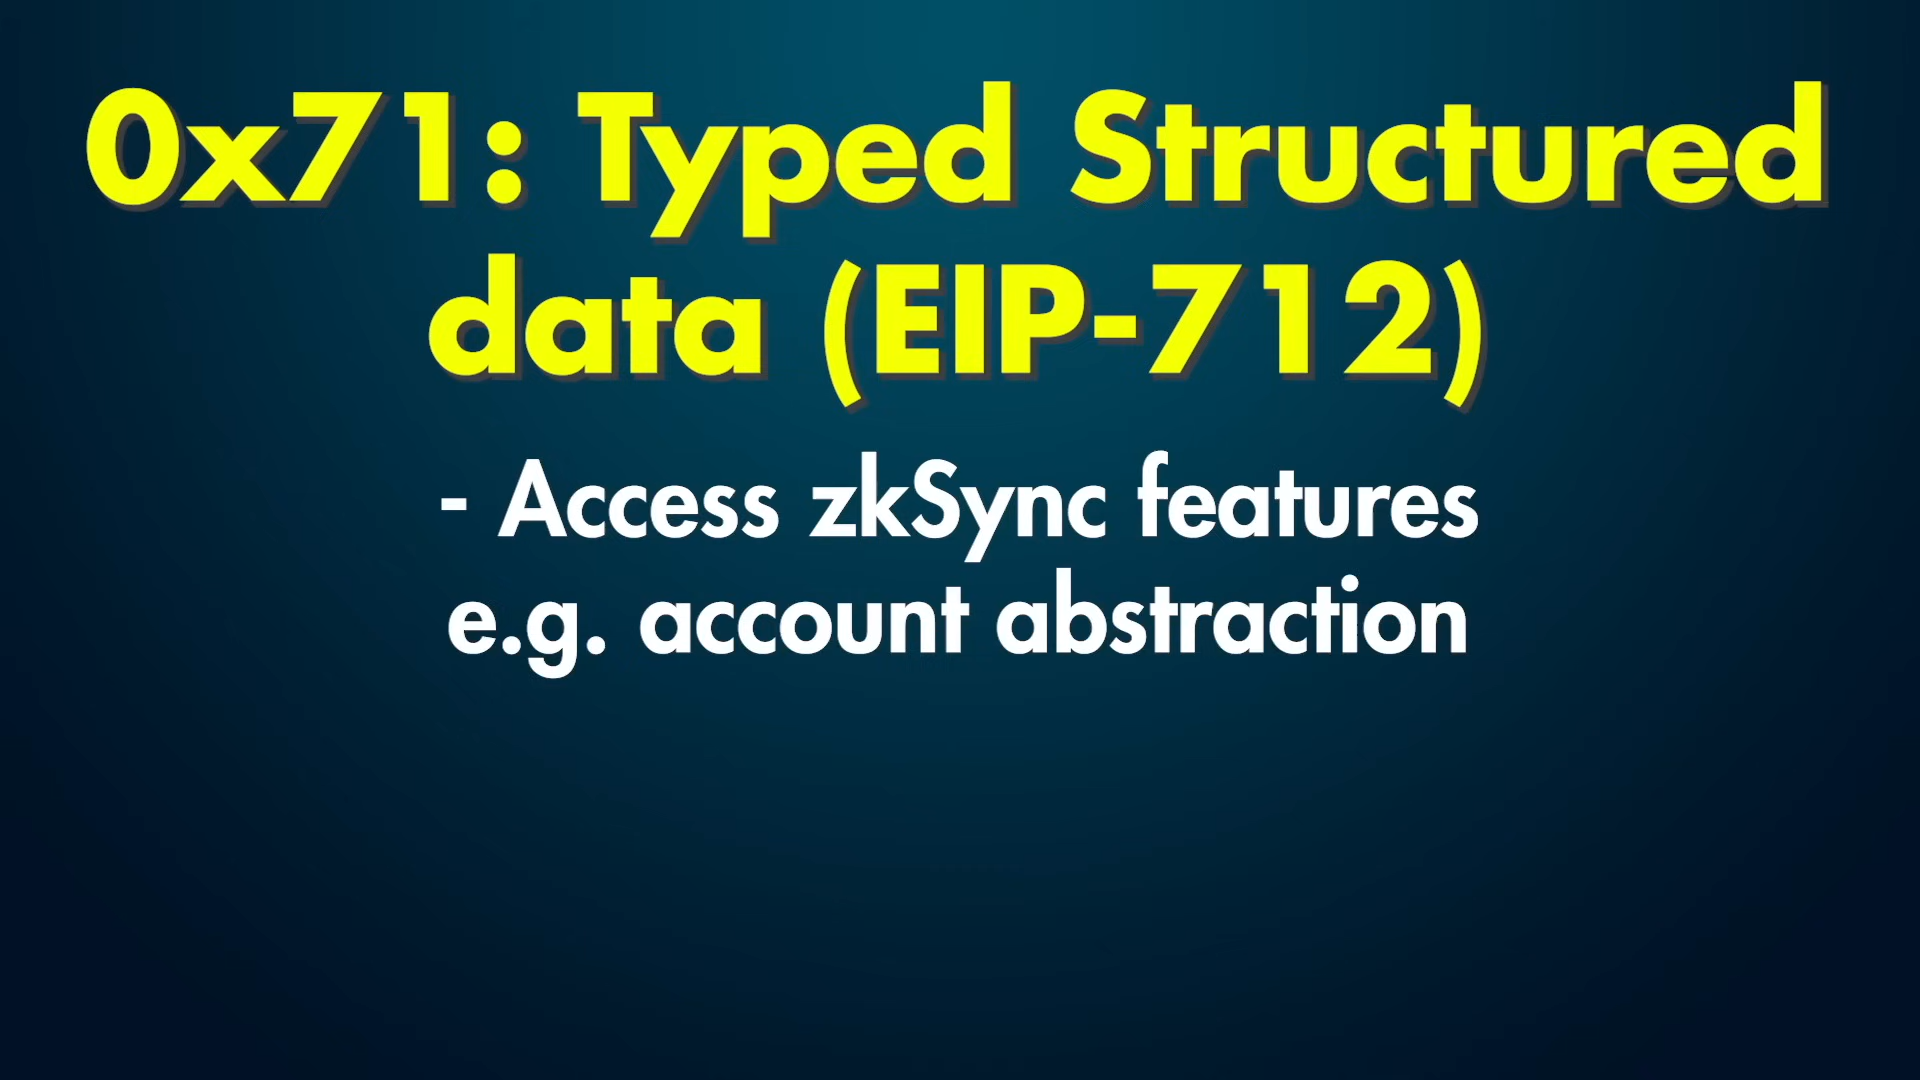 0x71: Typed Structured
data (EIP-712)
- Access zkSync features
e.g. account abstraction